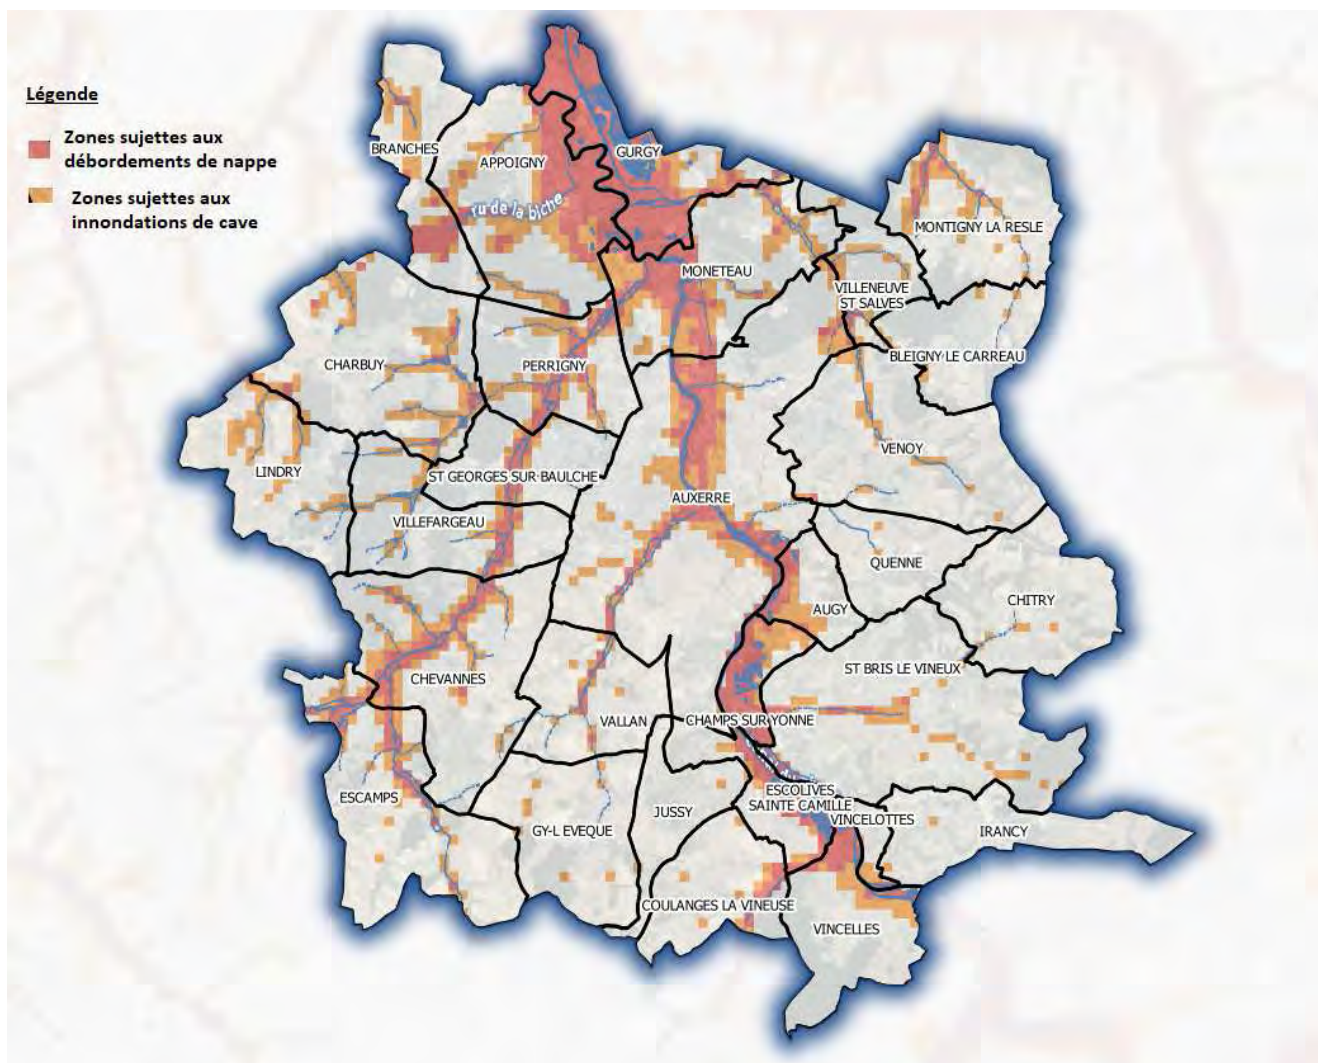 Légende
Zones sujettes aux
débordements de nappe
Zones sujettes aux
innondations de cave
BRANCHES
APPOIGNY
GURGY
ru de la biche
MONTIGNY LA RESLE
MONETEAU
VILLENEUVE
ST SALVES
BLEIGNY LE CARREAU
CHARBUY
PERRIGNY
VENOY
LINDRY
ST GEORGES SUR BAULCHE
AUXERRE
VILLEFARGEAU
QUENNE
CHITRY
AUGY
ST BRIS LE VINEUX
CHEVANNES
VALLAN
CHAMPS SUR YONNE
ESCAMPS
ESCOLIVES
SAINTE CAMILLE
JUSSY
VINCELOTTES
GY-L EVEQUE
IRANCY
COULANGES LA VINEUSE
VINCELLES